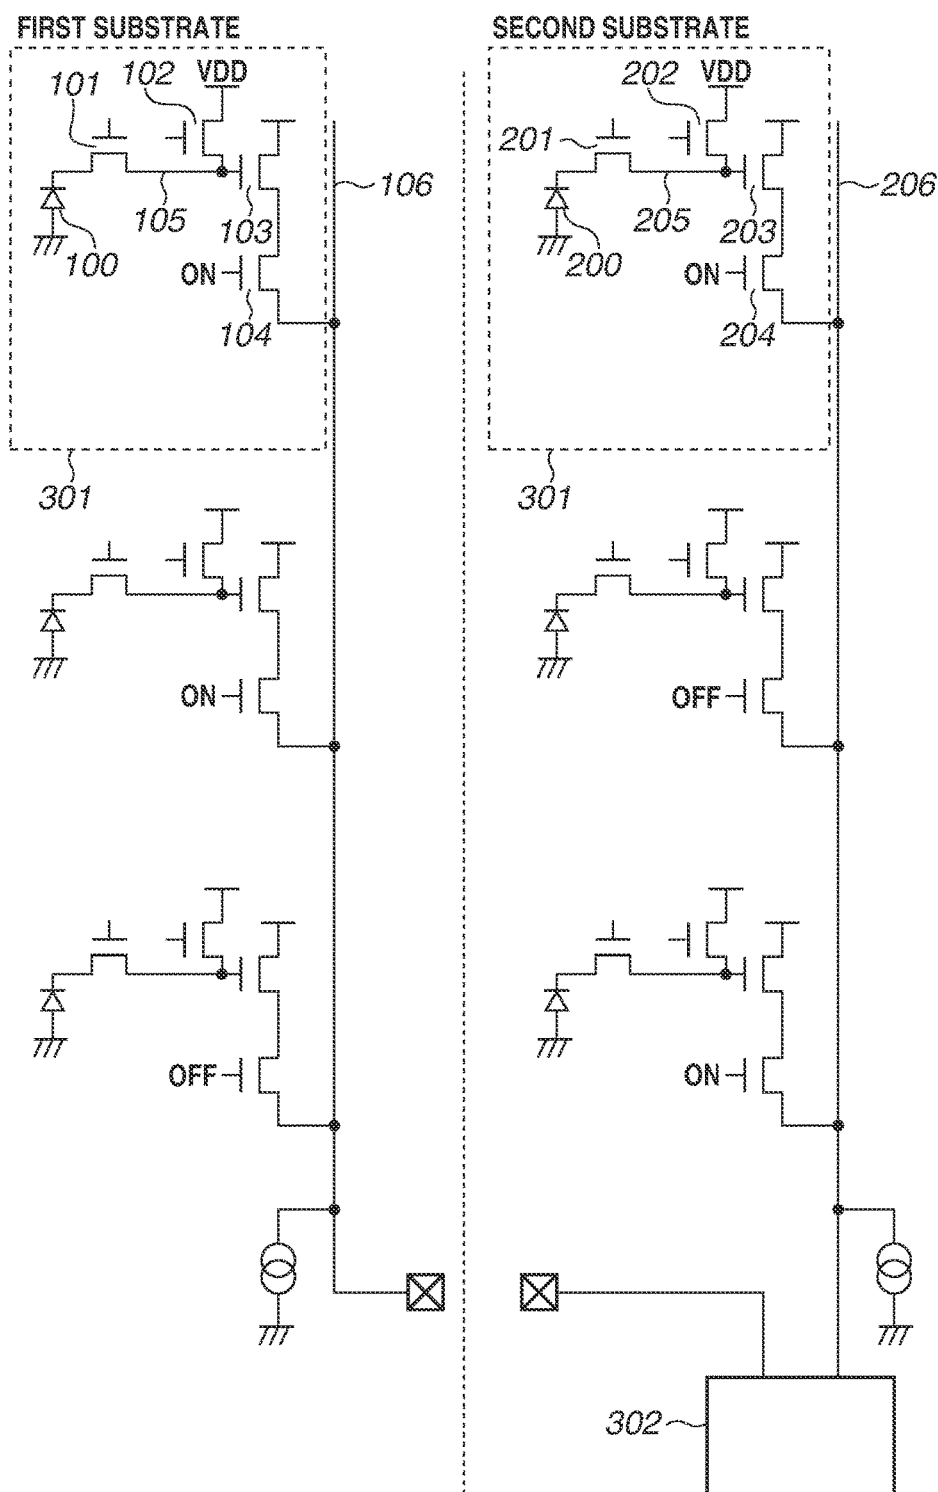 FIRST SUBSTRATE
SECOND SUBSTRATE
101
102
VDD
106
105
103
100
ON
104
301
201
202
VDD
206
205
203
200
ON
204
301
ON
OFF
OFF
ON
302